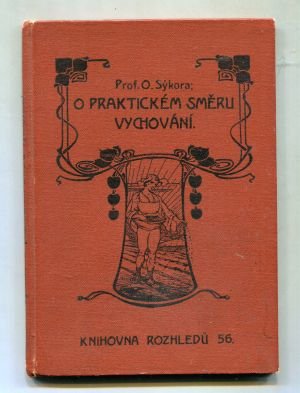 Prof. O. Sýkora:
O PRAKTICKÉM SMĚRU
VYCHOVÁNÍ.
KNIHOVNA ROZHLEDŮ 56.